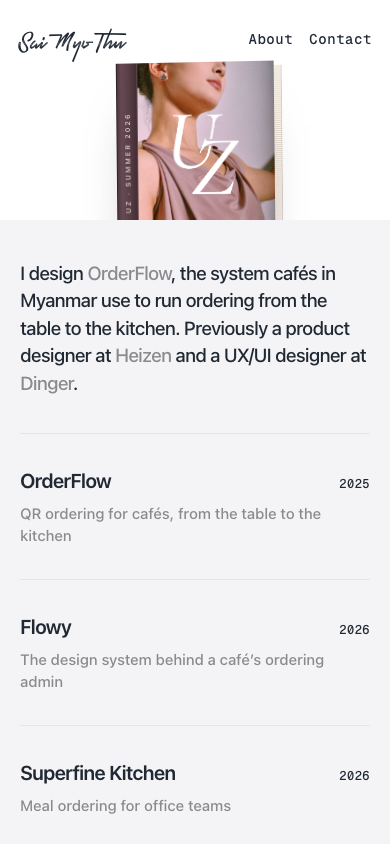 Sai Myo Thu
About Contact
UZ · SUMMER 2026
UZ
I design OrderFlow, the system cafés in
Myanmar use to run ordering from the
table to the kitchen. Previously a product
designer at Heizen and a UX/UI designer at
Dinger.
OrderFlow 2025
QR ordering for cafés, from the table to the
kitchen
Flowy 2026
The design system behind a café’s ordering
admin
Superfine Kitchen 2026
Meal ordering for office teams